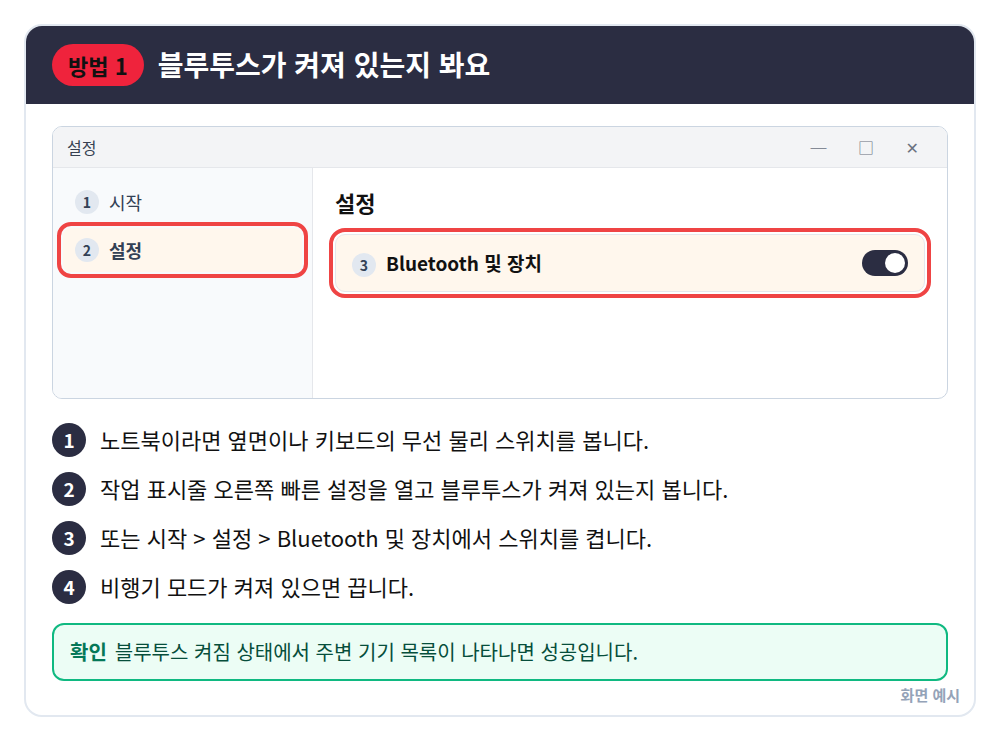 방법 1 블루투스가 켜져 있는지 봐요
설정
1 시작
2 설정
설정
3 Bluetooth 및 장치
1 노트북이라면 옆면이나 키보드의 무선 물리 스위치를 봅니다.
2 작업 표시줄 오른쪽 빠른 설정을 열고 블루투스가 켜져 있는지 봅니다.
3 또는 시작 > 설정 > Bluetooth 및 장치에서 스위치를 켭니다.
4 비행기 모드가 켜져 있으면 끕니다.
확인 블루투스 켜짐 상태에서 주변 기기 목록이 나타나면 성공입니다.
화면 예시